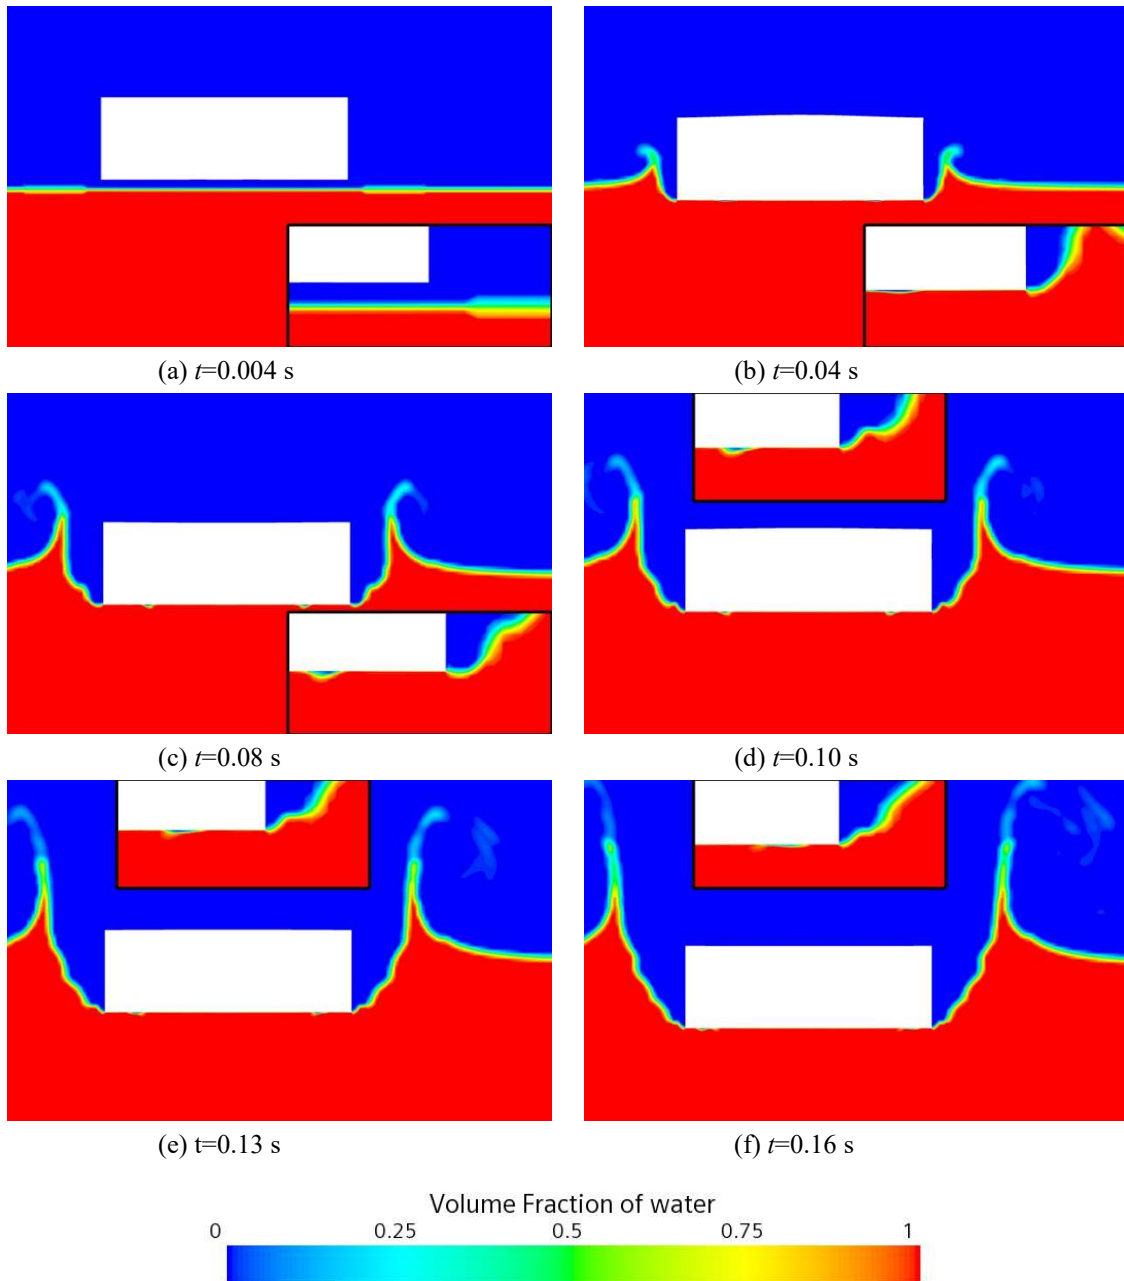 (a) t=0.004 s
(b) t=0.04 s
(c) t=0.08 s
(d) t=0.10 s
(e) t=0.13 s
(f) t=0.16 s
Volume Fraction of water
0 0.25 0.5 0.75 1